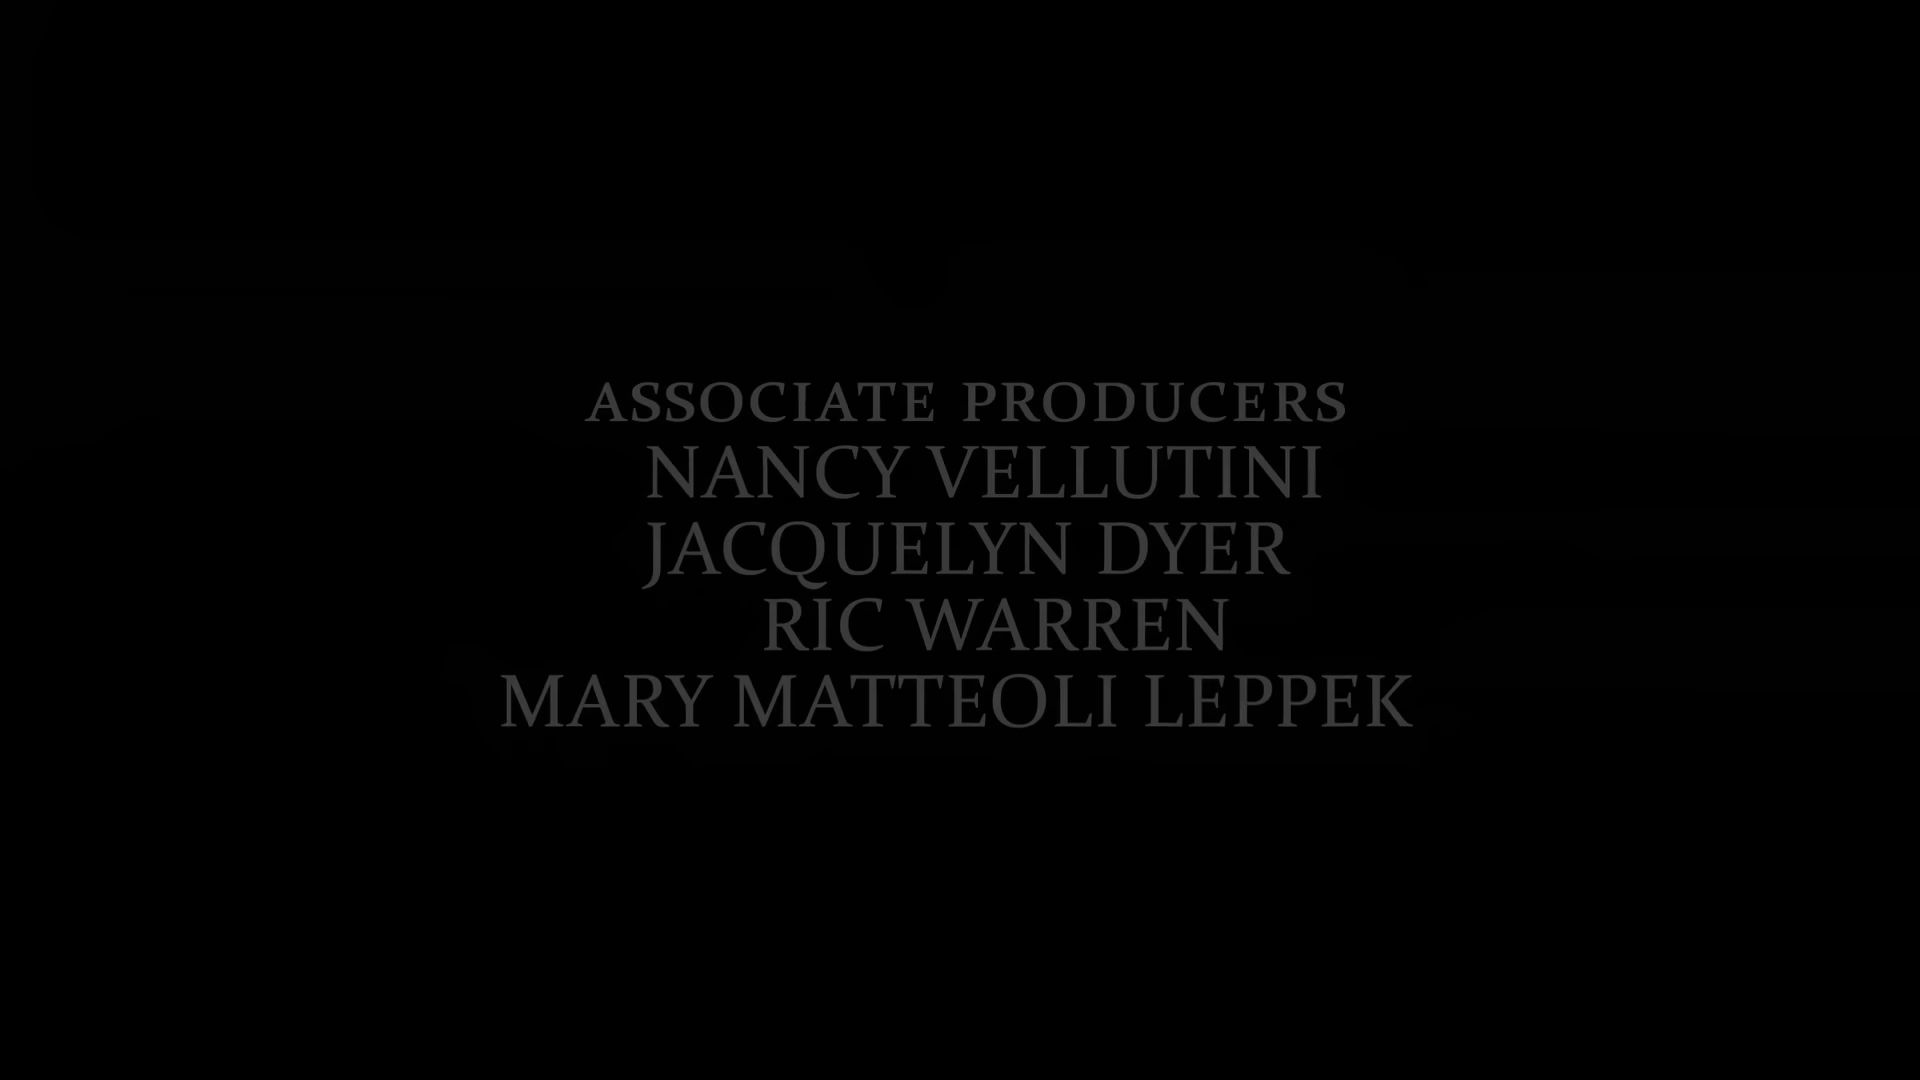 ASSOCIATE PRODUCERS
NANCY VELLUTINI
JACQUELYN DYER
RIC WARREN
MARY MATTEOLI LEPPEK